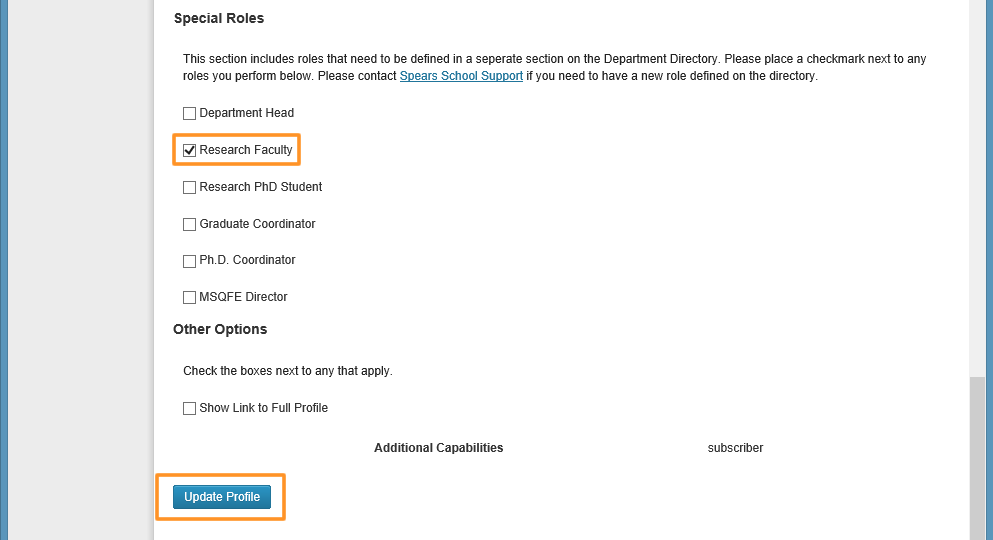 Special Roles
This section includes roles that need to be defined in a seperate section on the Department Directory. Please place a checkmark next to any
roles you perform below. Please contact Spears School Support if you need to have a new role defined on the directory.
Department Head
Research Faculty
Research PhD Student
Graduate Coordinator
Ph.D. Coordinator
MSQFE Director
Other Options
Check the boxes next to any that apply.
Show Link to Full Profile
Additional Capabilities subscriber
Update Profile